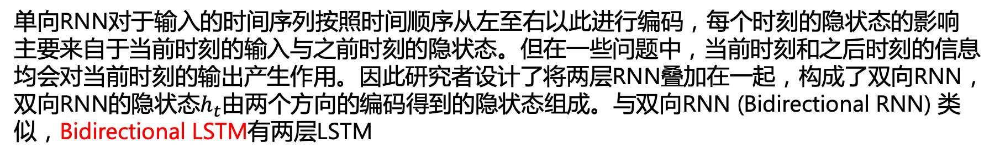 单向RNN对于输入的时间序列按照时间顺序从左至右以此进行编码，每个时刻的隐状态的影响
主要来自于当前时刻的输入与之前时刻的隐状态。但在一些问题中，当前时刻和之后时刻的信息
均会对当前时刻的输出产生作用。因此研究者设计了将两层RNN叠加在一起，构成了双向RNN，
双向RNN的隐状态hₜ由两个方向的编码得到的隐状态组成。与双向RNN (Bidirectional RNN) 类
似，Bidirectional LSTM有两层LSTM